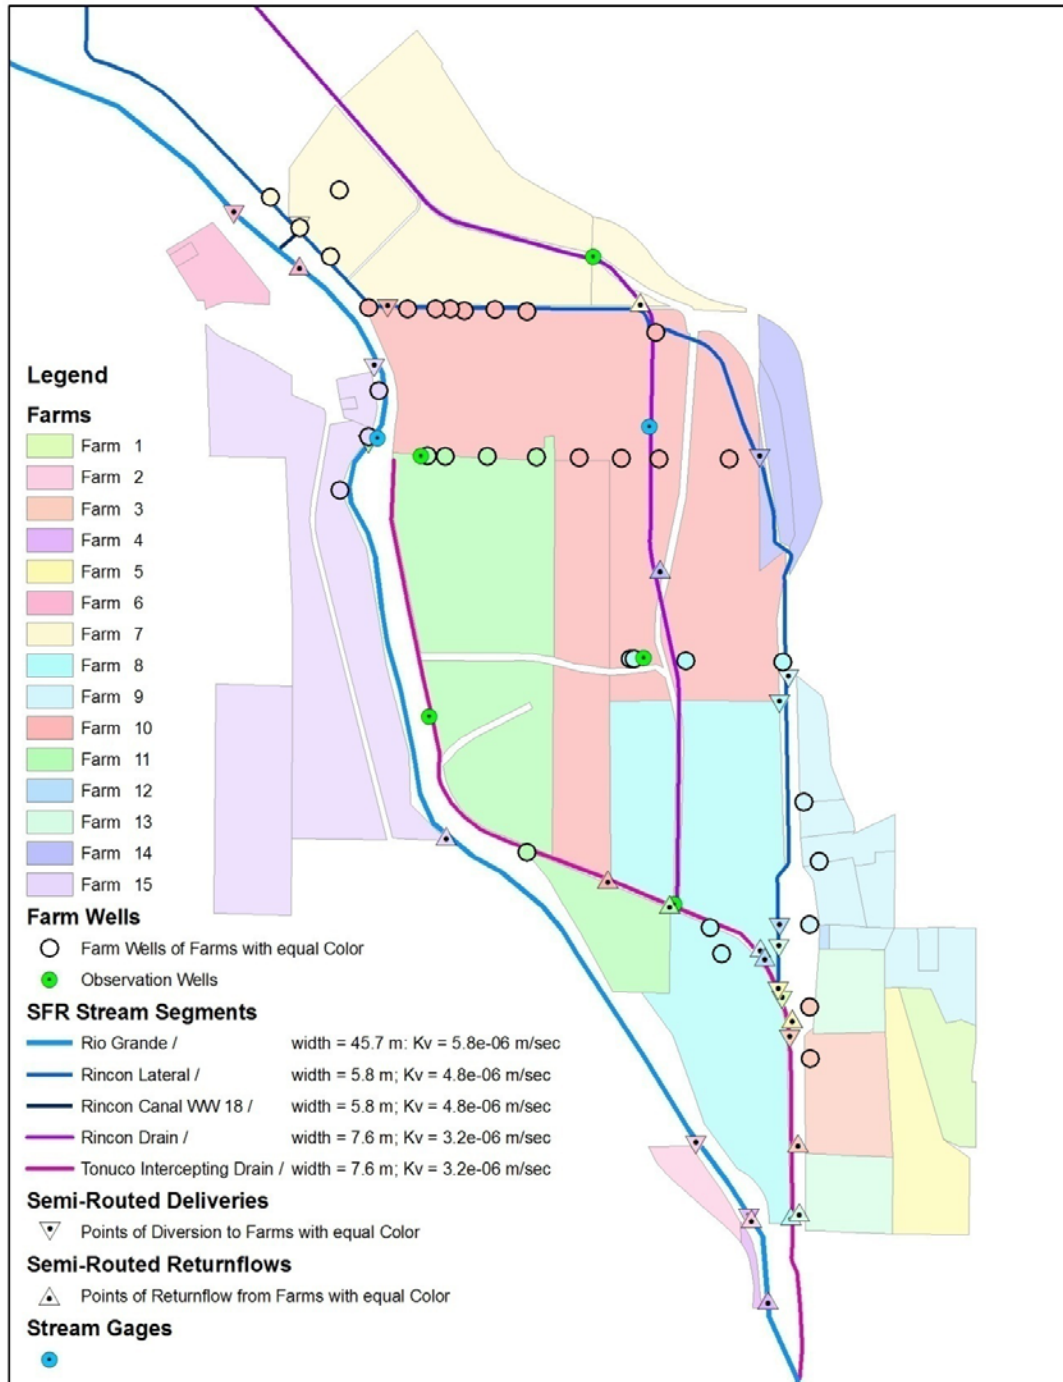 Legend
Farms
Farm 1
Farm 2
Farm 3
Farm 4
Farm 5
Farm 6
Farm 7
Farm 8
Farm 9
Farm 10
Farm 11
Farm 12
Farm 13
Farm 14
Farm 15
Farm Wells
Farm Wells of Farms with equal Color
Observation Wells
SFR Stream Segments
Rio Grande / width = 45.7 m: Kv = 5.8e-06 m/sec
Rincon Lateral / width = 5.8 m; Kv = 4.8e-06 m/sec
Rincon Canal WW 18 / width = 5.8 m; Kv = 4.8e-06 m/sec
Rincon Drain / width = 7.6 m; Kv = 3.2e-06 m/sec
Tonuco Intercepting Drain / width = 7.6 m; Kv = 3.2e-06 m/sec
Semi-Routed Deliveries
Points of Diversion to Farms with equal Color
Semi-Routed Returnflows
Points of Returnflow from Farms with equal Color
Stream Gages